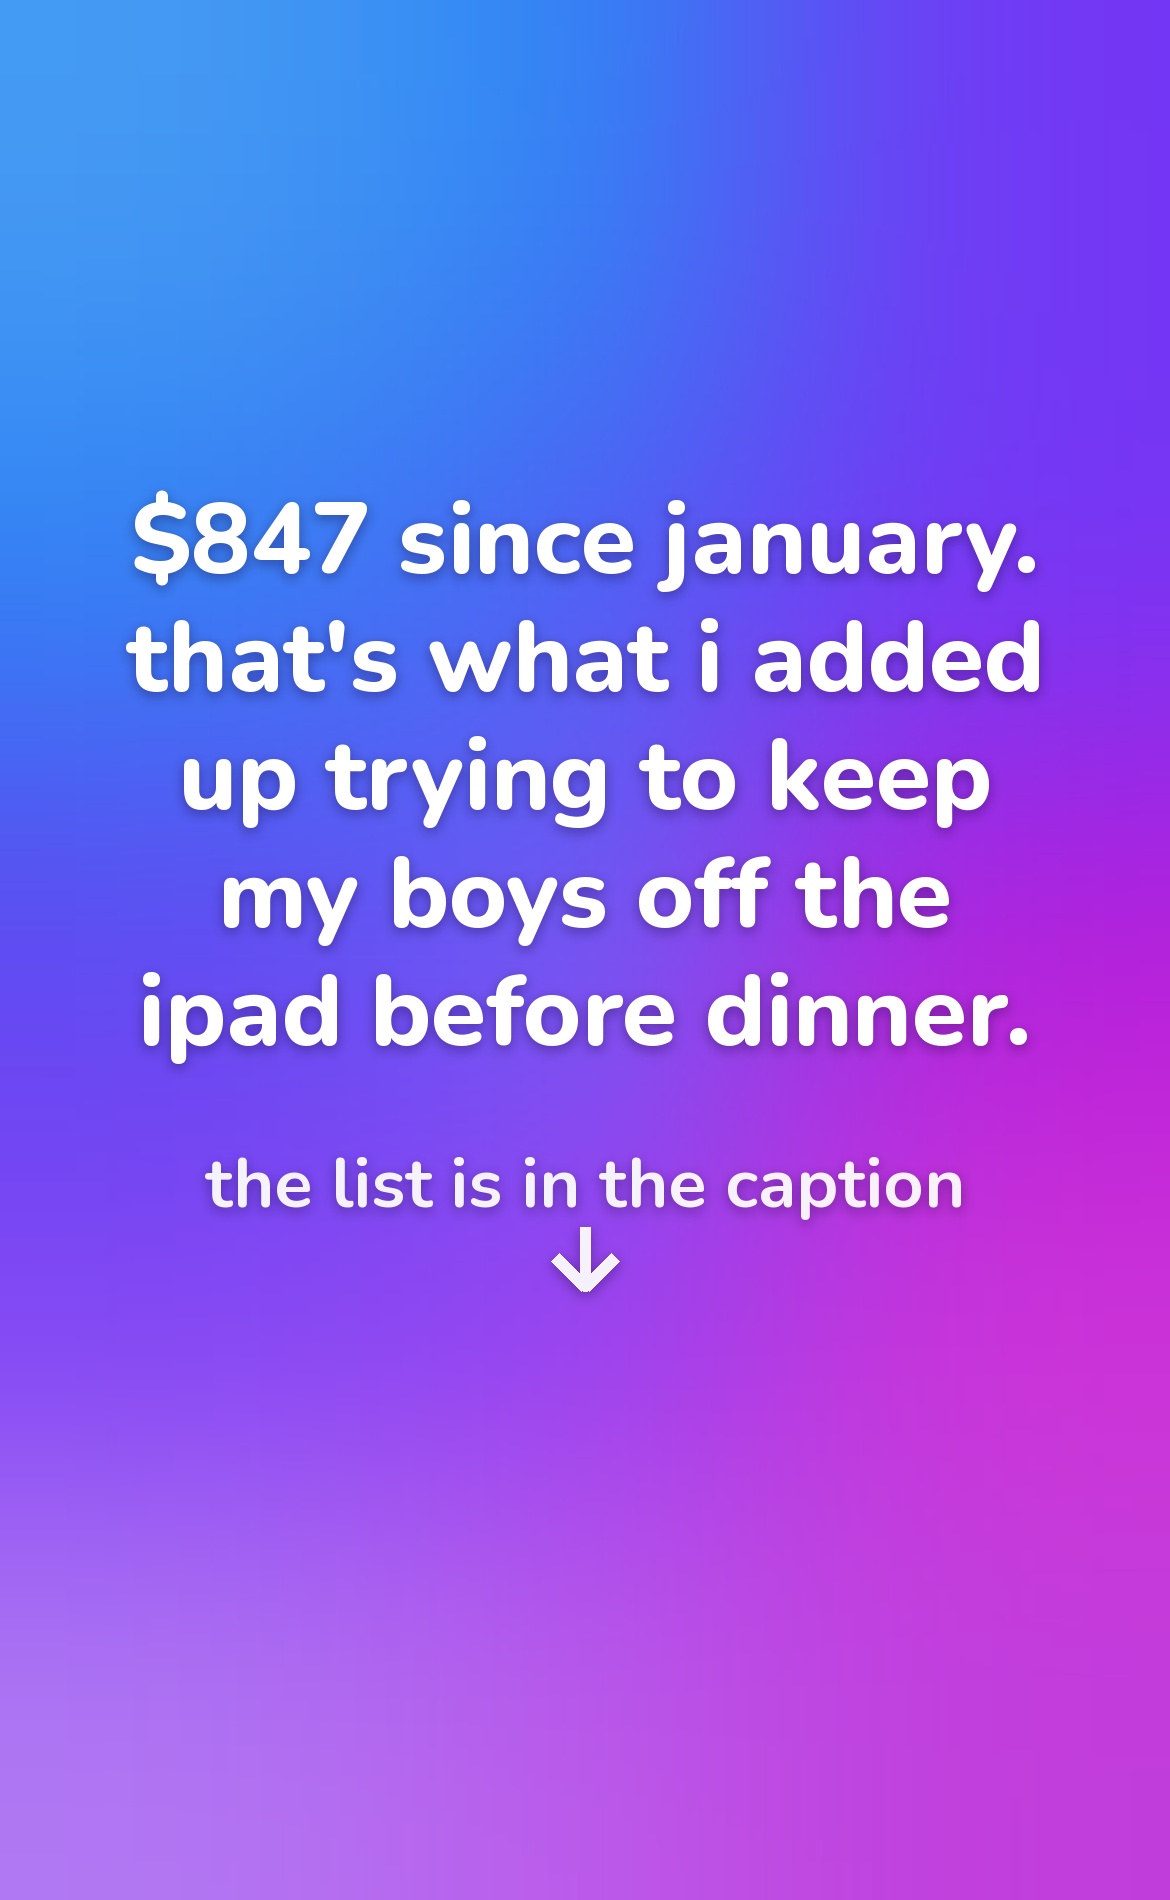 $847 since january.
that's what i added
up trying to keep
my boys off the
ipad before dinner.
the list is in the caption
↓